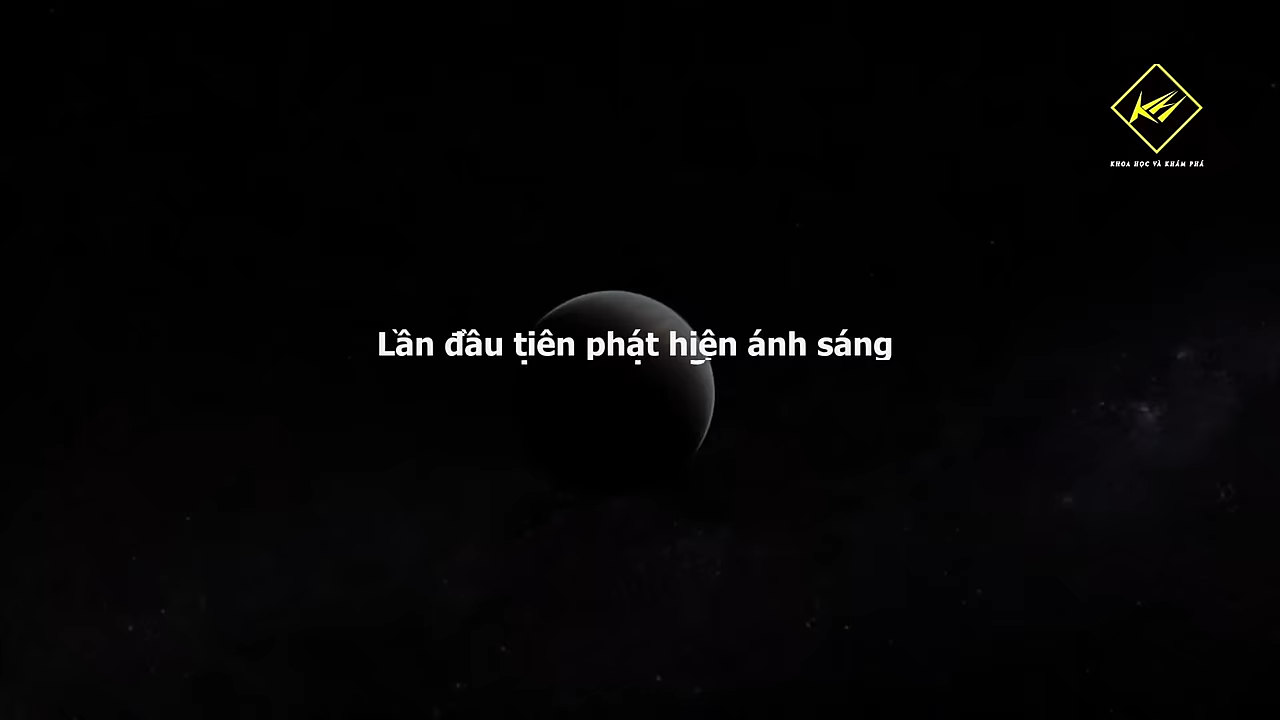 KHOA HỌC VÀ KHÁM PHÁ
Lần đầu tiên phát hiện ánh sáng